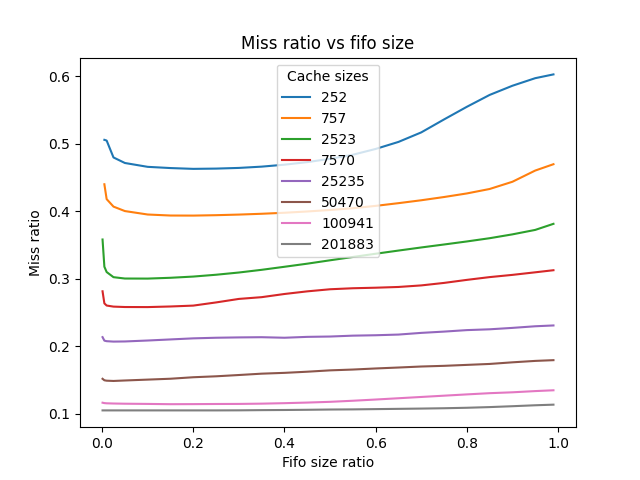 Miss ratio vs fifo size
Cache sizes
252
757
2523
7570
25235
50470
100941
201883
Miss ratio
0.6
0.5
0.4
0.3
0.2
0.1
0.0 0.2 0.4 0.6 0.8 1.0
Fifo size ratio